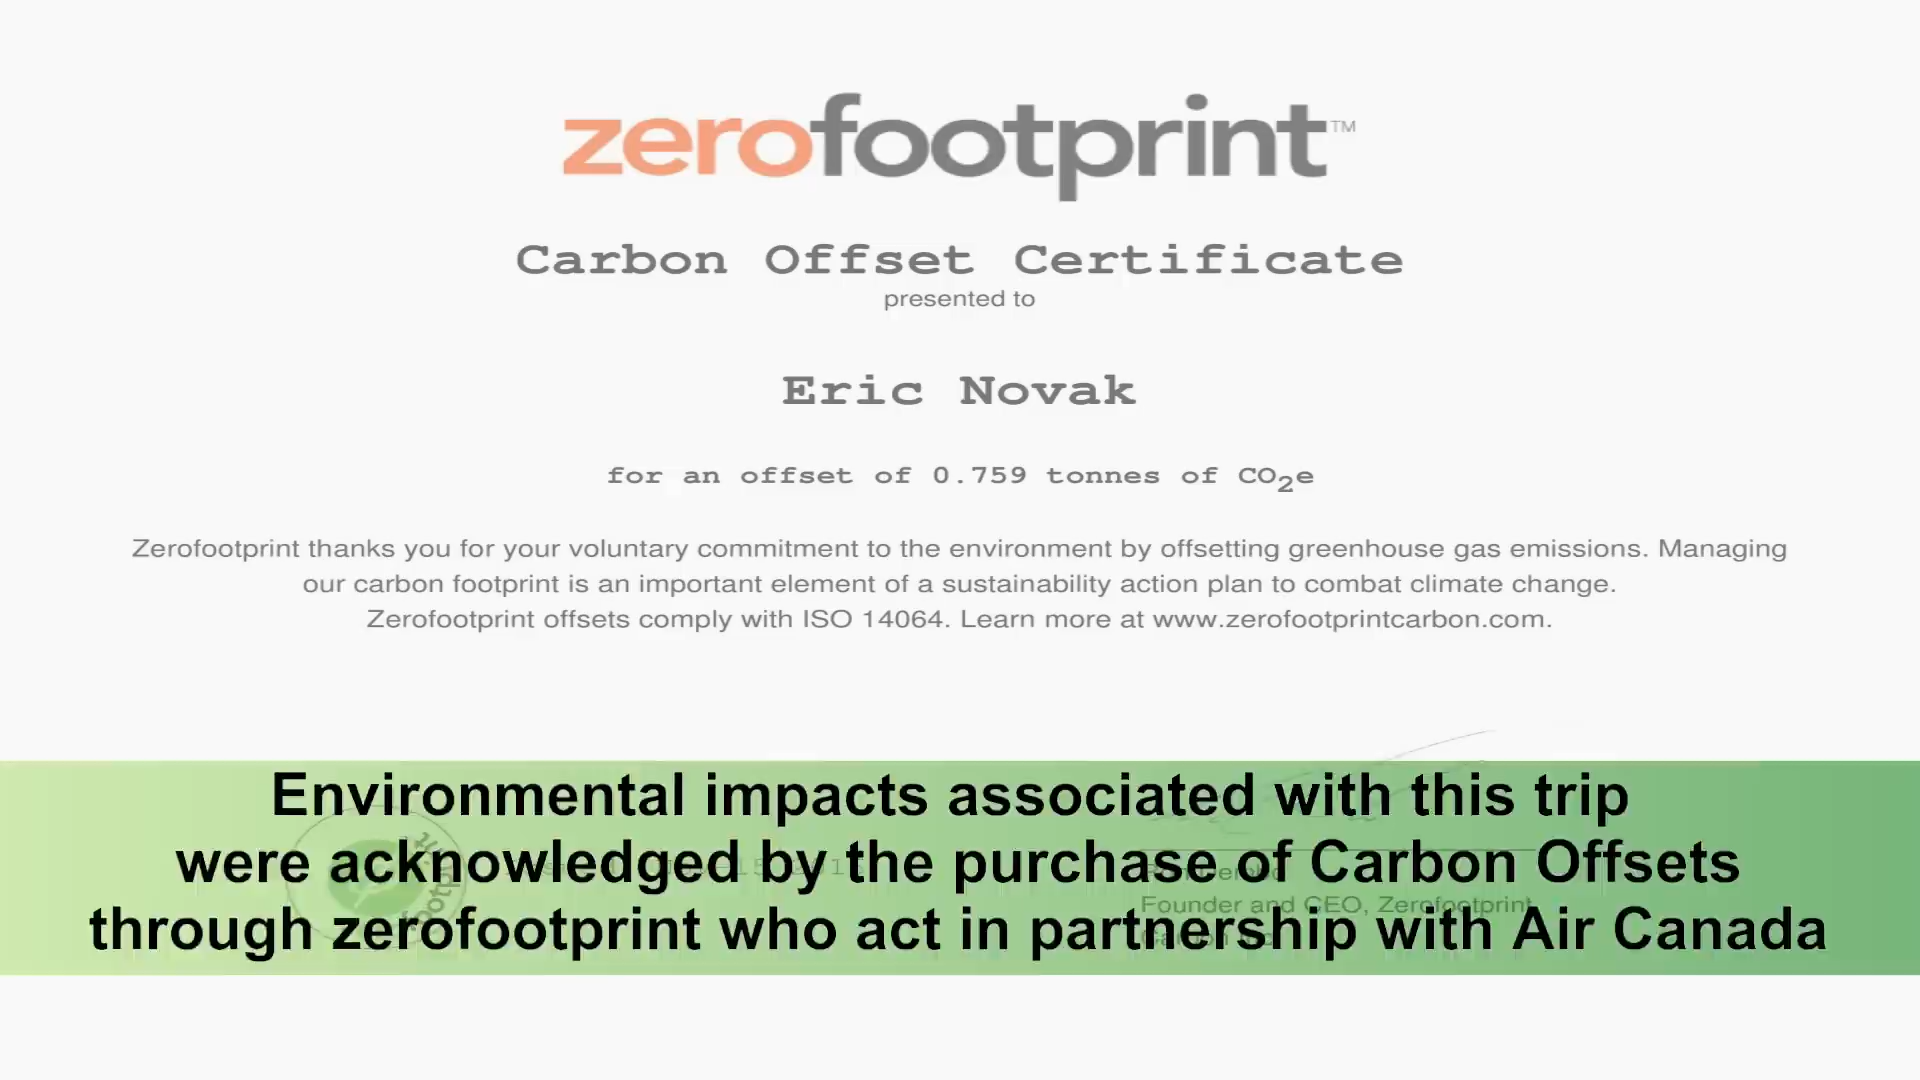 zerofootprint™
Carbon Offset Certificate
presented to
Eric Novak
for an offset of 0.759 tonnes of CO₂e
Zerofootprint thanks you for your voluntary commitment to the environment by offsetting greenhouse gas emissions. Managing
our carbon footprint is an important element of a sustainability action plan to combat climate change.
Zerofootprint offsets comply with ISO 14064. Learn more at www.zerofootprintcarbon.com.
Environmental impacts associated with this trip
were acknowledged by the purchase of Carbon Offsets
through zerofootprint who act in partnership with Air Canada
Founder and CEO, Zerofootprint